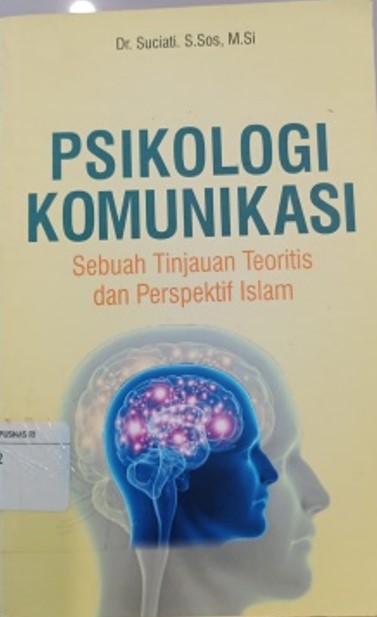 Dr. Suciati. S.Sos, M.Si
PSIKOLOGI
KOMUNIKASI
Sebuah Tinjauan Teoritis
dan Perspektif Islam
PUSNAS RI
2